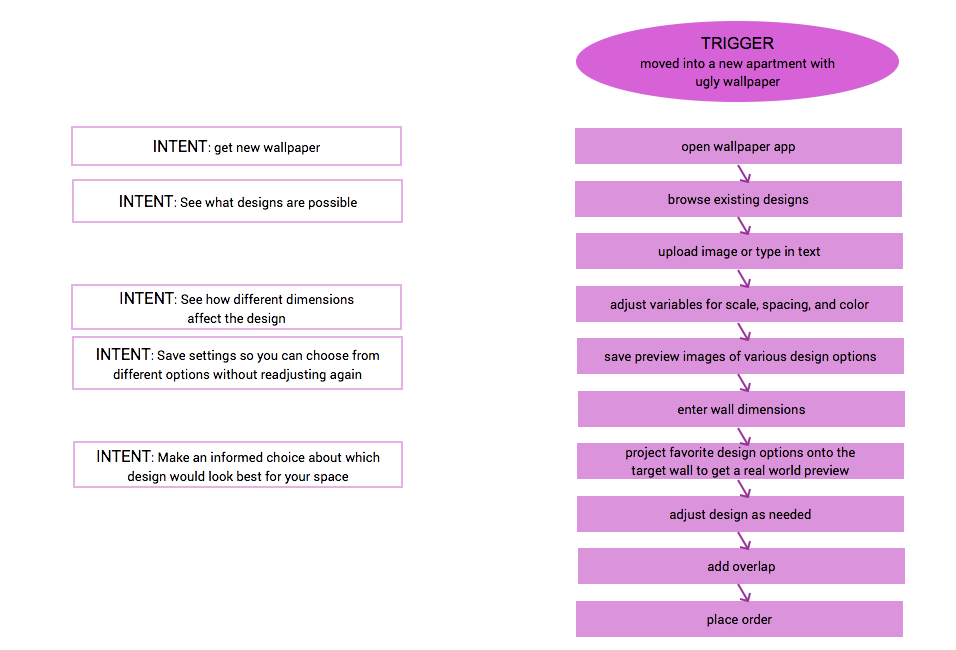 TRIGGER
moved into a new apartment with
ugly wallpaper
INTENT: get new wallpaper
open wallpaper app
INTENT: See what designs are possible
browse existing designs
upload image or type in text
INTENT: See how different dimensions
affect the design
adjust variables for scale, spacing, and color
INTENT: Save settings so you can choose from
different options without readjusting again
save preview images of various design options
enter wall dimensions
INTENT: Make an informed choice about which
design would look best for your space
project favorite design options onto the
target wall to get a real world preview
adjust design as needed
add overlap
place order